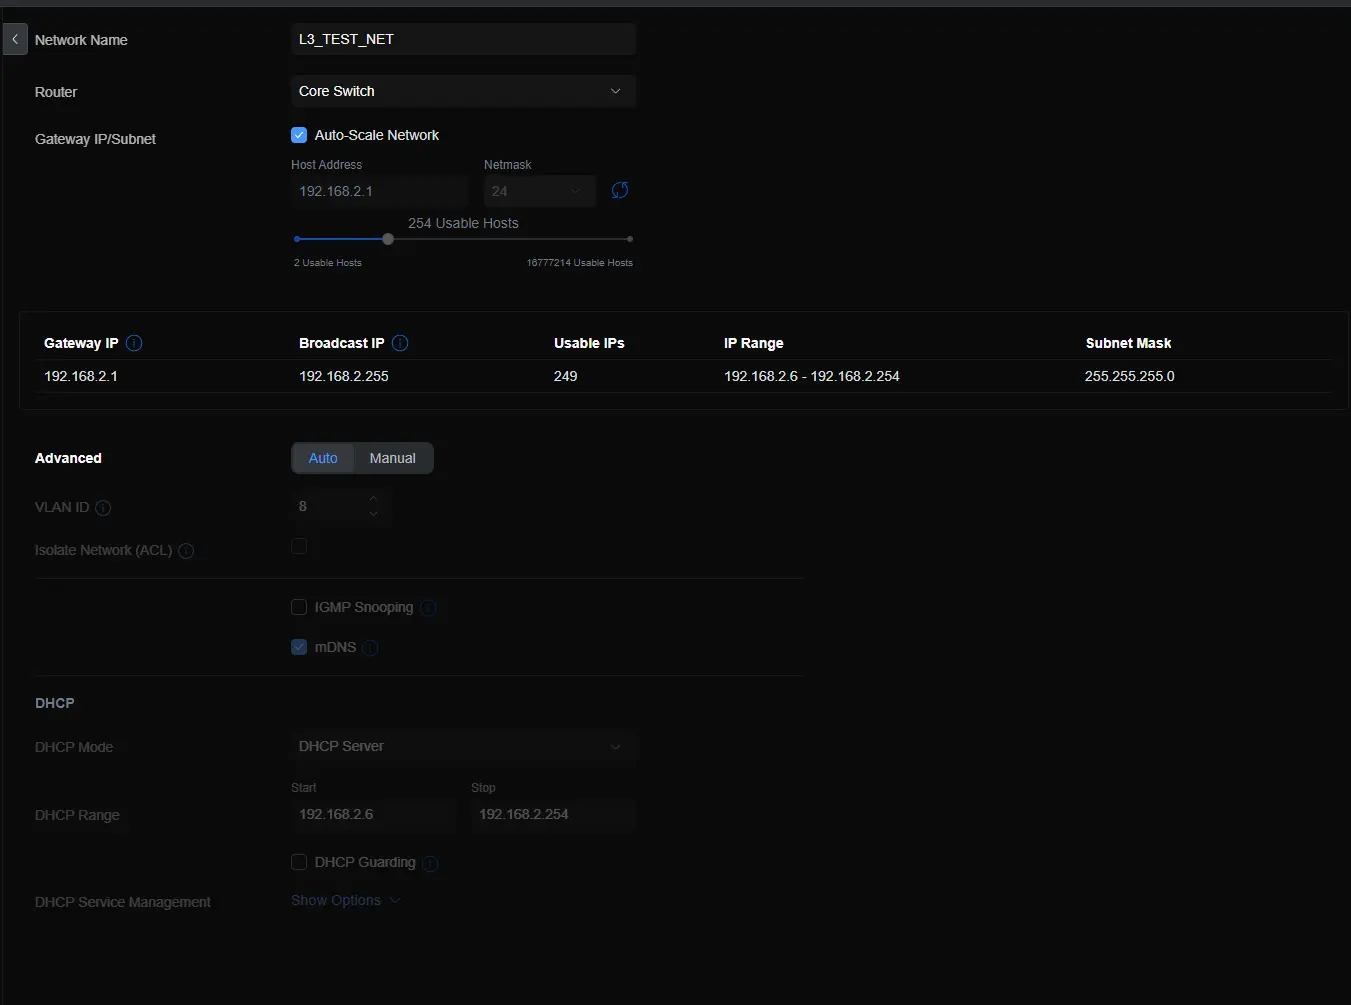 Network Name
L3_TEST_NET
Router
Core Switch
Gateway IP/Subnet
Auto-Scale Network
Host Address Netmask
192.168.2.1 24
254 Usable Hosts
2 Usable Hosts 16777214 Usable Hosts
Gateway IP Broadcast IP Usable IPs IP Range Subnet Mask
192.168.2.1 192.168.2.255 249 192.168.2.6 - 192.168.2.254 255.255.255.0
Advanced Auto Manual
VLAN ID 8
Isolate Network (ACL)
IGMP Snooping
mDNS
DHCP
DHCP Mode DHCP Server
Start Stop
DHCP Range 192.168.2.6 192.168.2.254
DHCP Guarding
DHCP Service Management Show Options